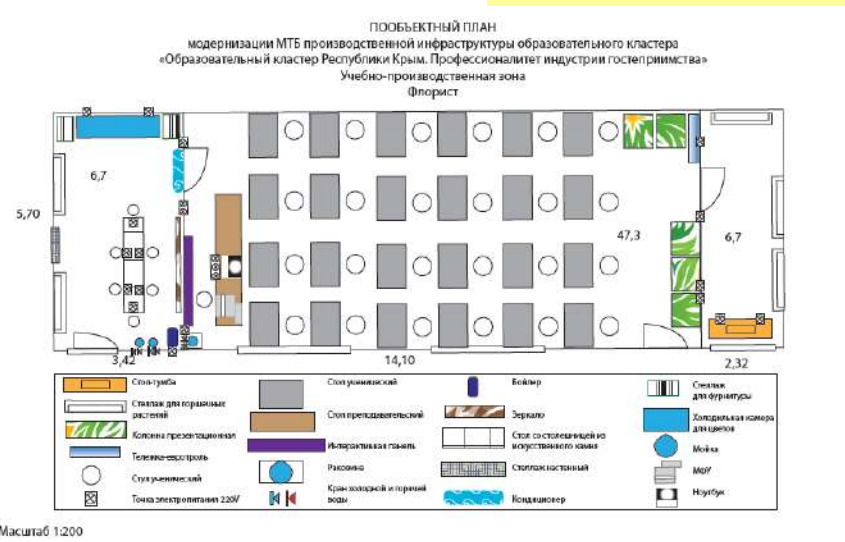 ПООБЪЕКТНЫЙ ПЛАН
модернизации МТБ производственной инфраструктуры образовательного кластера
«Образовательный кластер Республики Крым. Профессионалитет индустрии гостеприимства»
Учебно-производственная зона
Флорист
6,7
5,70
47,3
6,7
3,42
14,10
2,32
Стол-тумба
Стеллаж для горшечных
растений
Колонна презентационная
Тележка-евротроль
Стул ученический
Точка электропитания 220V
Стол ученический
Стол преподавательский
Интерактивная панель
Раковина
Кран холодной и горячей
воды
Бойлер
Зеркало
Стол со столешницей из
искусственного камня
Стеллаж настенный
Кондиционер
Стеллаж
для фурнитуры
Холодильная камера
для цветов
Мойка
МФУ
Ноутбук
Масштаб 1:200